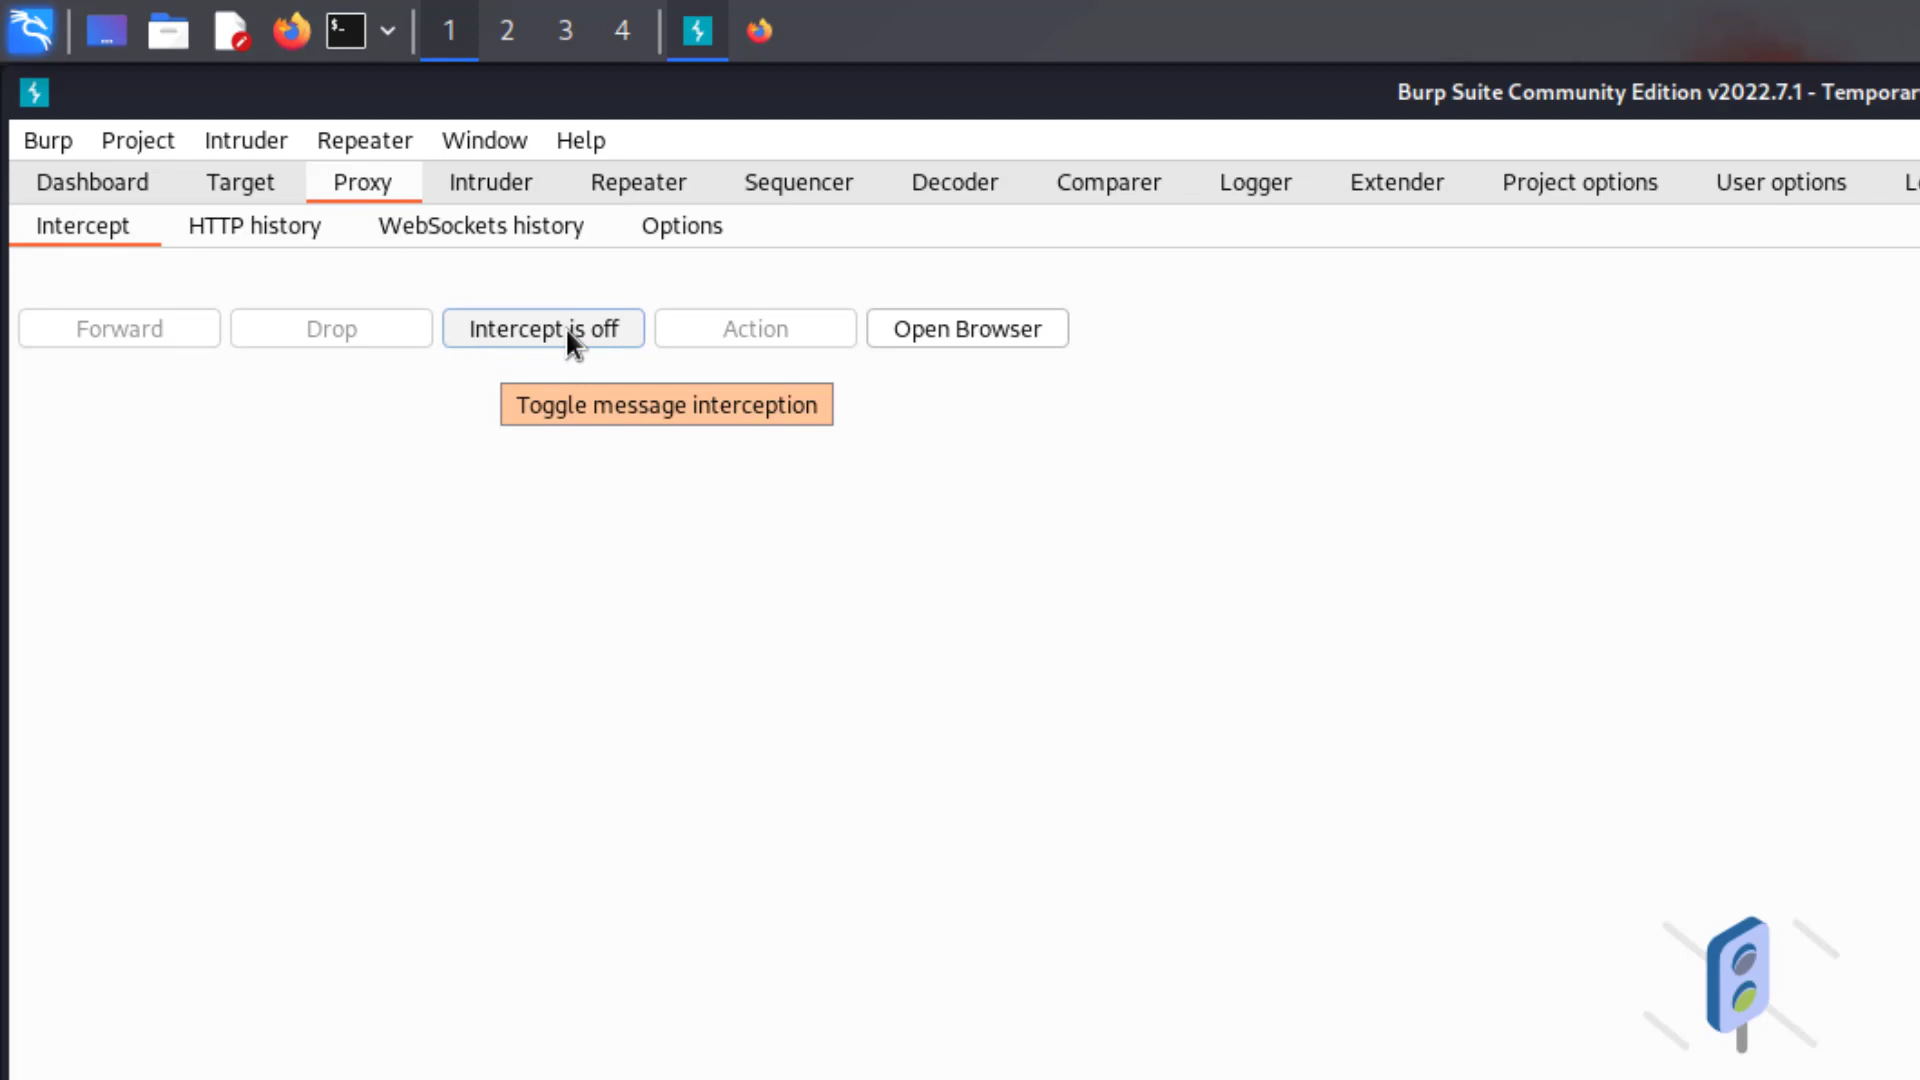 $-
1 2 3 4
Burp Suite Community Edition v2022.7.1 - Temporar
Burp Project Intruder Repeater Window Help
Dashboard Target Proxy Intruder Repeater Sequencer Decoder Comparer Logger Extender Project options User options L
Intercept HTTP history WebSockets history Options
Forward Drop Intercept is off Action Open Browser
Toggle message interception